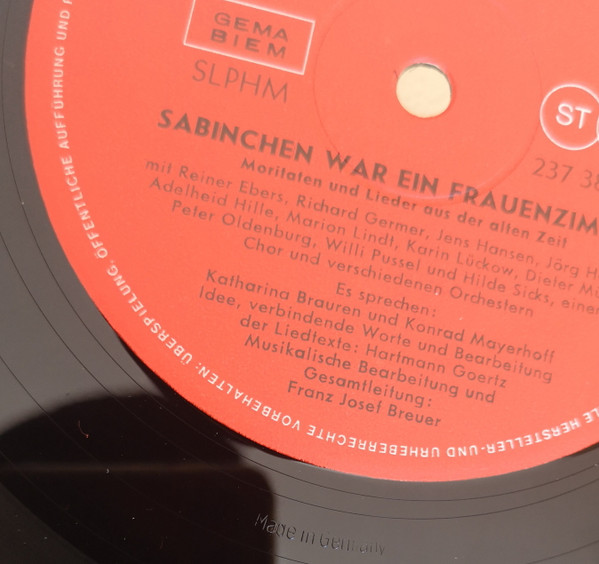 GEMA
BIEM
SLPHM
ST
237 38
SABINCHEN WAR EIN FRAUENZIM
Moritaten und Lieder aus der alten Zeit
mit Reiner Ebers, Richard Germer, Jens Hansen, Jörg H
Adelheid Hille, Marion Lindt, Karin Lückow, Dieter Mu
Peter Oldenburg, Willi Pussel und Hilde Sicks, einem
Chor und verschiedenen Orchestern
Es sprechen:
Katharina Brauren und Konrad Mayerhoff
Idee, verbindende Worte und Bearbeitung
der Liedtexte: Hartmann Goertz
Musikalische Bearbeitung und
Gesamtleitung:
Franz Josef Breuer
LE HERSTELLER- UND URHEBERRECHTE VORBEHALTEN. ÜBERSPIELUNG, ÖFFENTLICHE AUFFÜHRUNG UND
Made in Germany